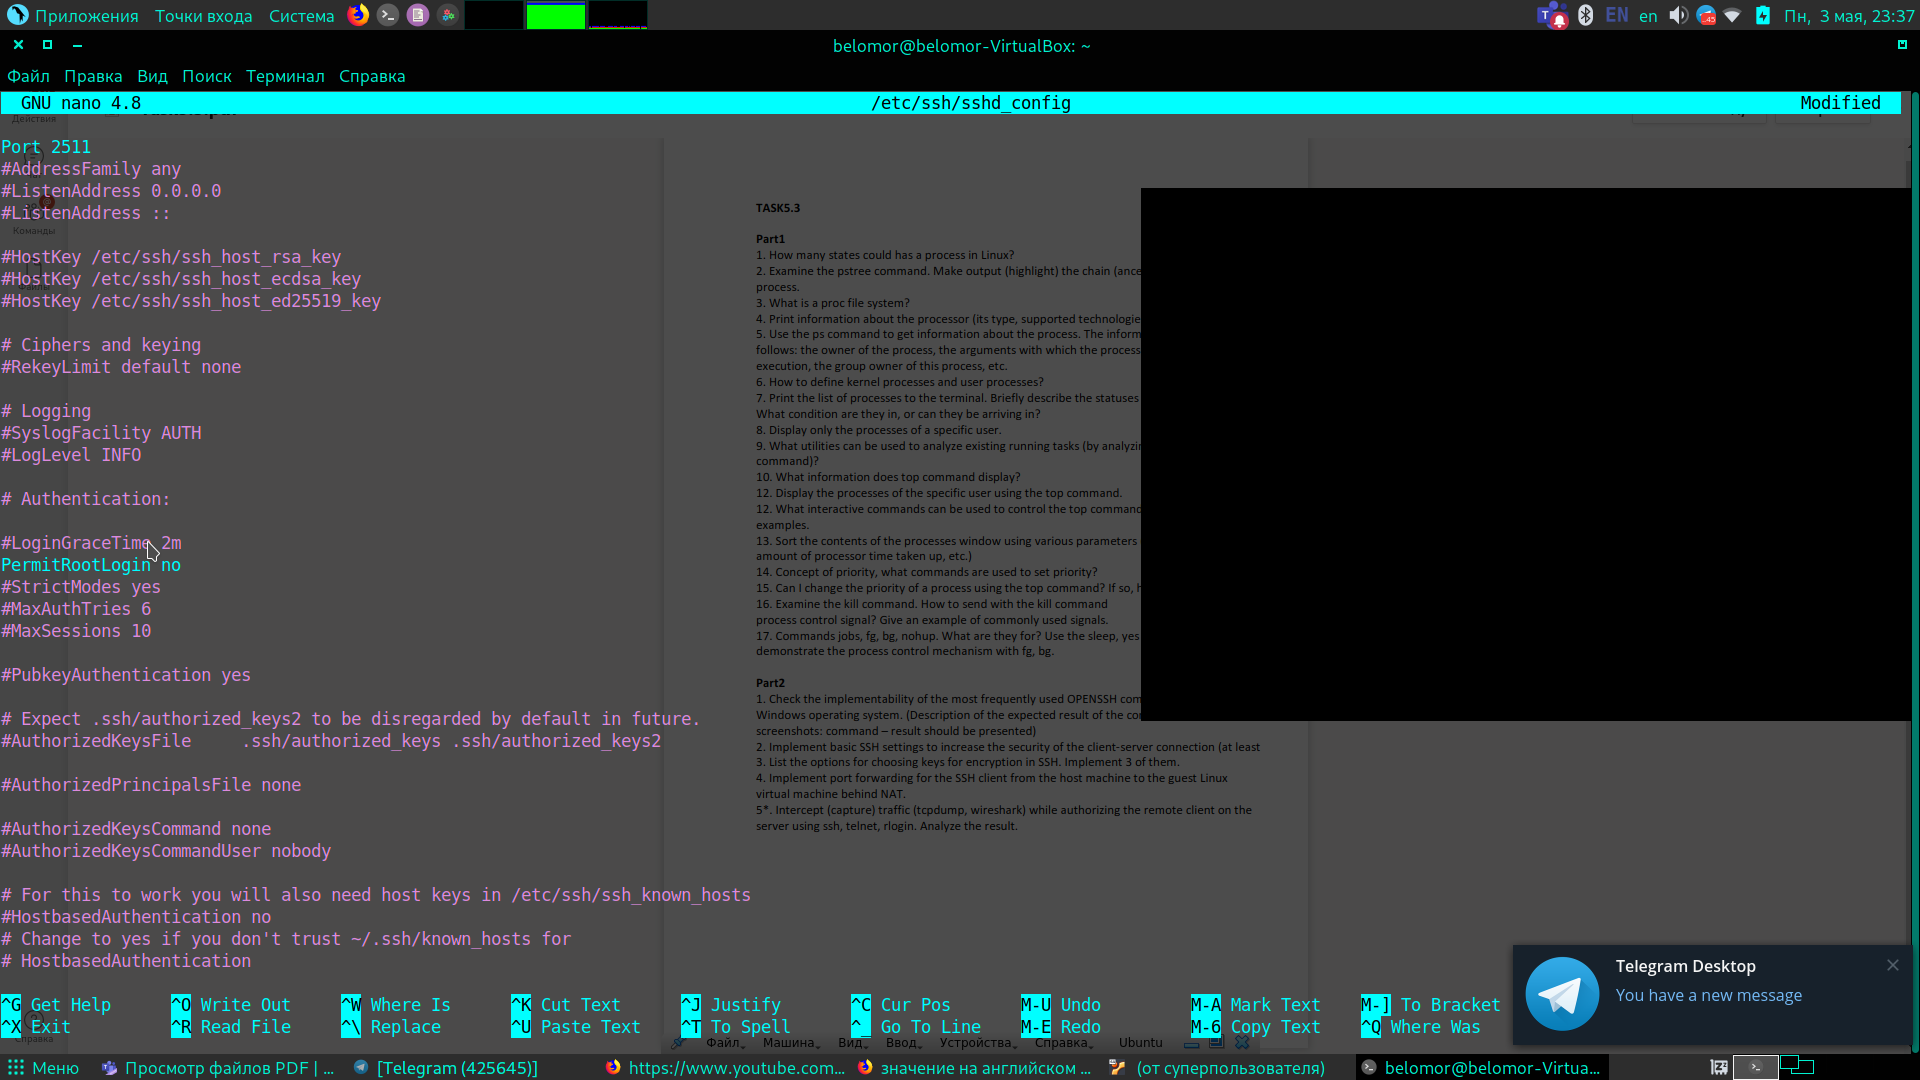 Приложения Точки входа Система
EN en 45 Пн, 3 мая, 23:37
belomor@belomor-VirtualBox: ~
Файл Правка Вид Поиск Терминал Справка
GNU nano 4.8 /etc/ssh/sshd_config Modified
Действия
Port 2511
#AddressFamily any
#ListenAddress 0.0.0.0
#ListenAddress ::
Команды
#HostKey /etc/ssh/ssh_host_rsa_key
#HostKey /etc/ssh/ssh_host_ecdsa_key
#HostKey /etc/ssh/ssh_host_ed25519_key
# Ciphers and keying
#RekeyLimit default none
# Logging
#SyslogFacility AUTH
#LogLevel INFO
# Authentication:
#LoginGraceTime 2m
PermitRootLogin no
#StrictModes yes
#MaxAuthTries 6
#MaxSessions 10
#PubkeyAuthentication yes
# Expect .ssh/authorized_keys2 to be disregarded by default in future.
#AuthorizedKeysFile .ssh/authorized_keys .ssh/authorized_keys2
#AuthorizedPrincipalsFile none
#AuthorizedKeysCommand none
#AuthorizedKeysCommandUser nobody
# For this to work you will also need host keys in /etc/ssh/ssh_known_hosts
#HostbasedAuthentication no
# Change to yes if you don't trust ~/.ssh/known_hosts for
# HostbasedAuthentication
TASK5.3
Part1
1. How many states could has a process in Linux?
2. Examine the pstree command. Make output (highlight) the chain (ance
process.
3. What is a proc file system?
4. Print information about the processor (its type, supported technologie
5. Use the ps command to get information about the process. The inform
follows: the owner of the process, the arguments with which the process
execution, the group owner of this process, etc.
6. How to define kernel processes and user processes?
7. Print the list of processes to the terminal. Briefly describe the statuses
What condition are they in, or can they be arriving in?
8. Display only the processes of a specific user.
9. What utilities can be used to analyze existing running tasks (by analyzi
command)?
10. What information does top command display?
12. Display the processes of the specific user using the top command.
12. What interactive commands can be used to control the top command
examples.
13. Sort the contents of the processes window using various parameters
amount of processor time taken up, etc.)
14. Concept of priority, what commands are used to set priority?
15. Can I change the priority of a process using the top command? If so, h
16. Examine the kill command. How to send with the kill command
process control signal? Give an example of commonly used signals.
17. Commands jobs, fg, bg, nohup. What are they for? Use the sleep, yes
demonstrate the process control mechanism with fg, bg.
Part2
1. Check the implementability of the most frequently used OPENSSH com
Windows operating system. (Description of the expected result of the co
screenshots: command – result should be presented)
2. Implement basic SSH settings to increase the security of the client-server connection (at least
3. List the options for choosing keys for encryption in SSH. Implement 3 of them.
4. Implement port forwarding for the SSH client from the host machine to the guest Linux
virtual machine behind NAT.
5*. Intercept (capture) traffic (tcpdump, wireshark) while authorizing the remote client on the
server using ssh, telnet, rlogin. Analyze the result.
Telegram Desktop
You have a new message
^G Get Help ^O Write Out ^W Where Is ^K Cut Text ^J Justify ^C Cur Pos M-U Undo M-A Mark Text M-] To Bracket
^X Exit ^R Read File ^\ Replace ^U Paste Text ^T To Spell ^_ Go To Line M-E Redo M-6 Copy Text ^Q Where Was
Справка
Файл Машина Вид Ввод Устройства Справка Ubuntu
Меню Просмотр файлов PDF | ... [Telegram (425645)] https://www.youtube.com... значение на английском ... (от суперпользователя) belomor@belomor-Virtua...